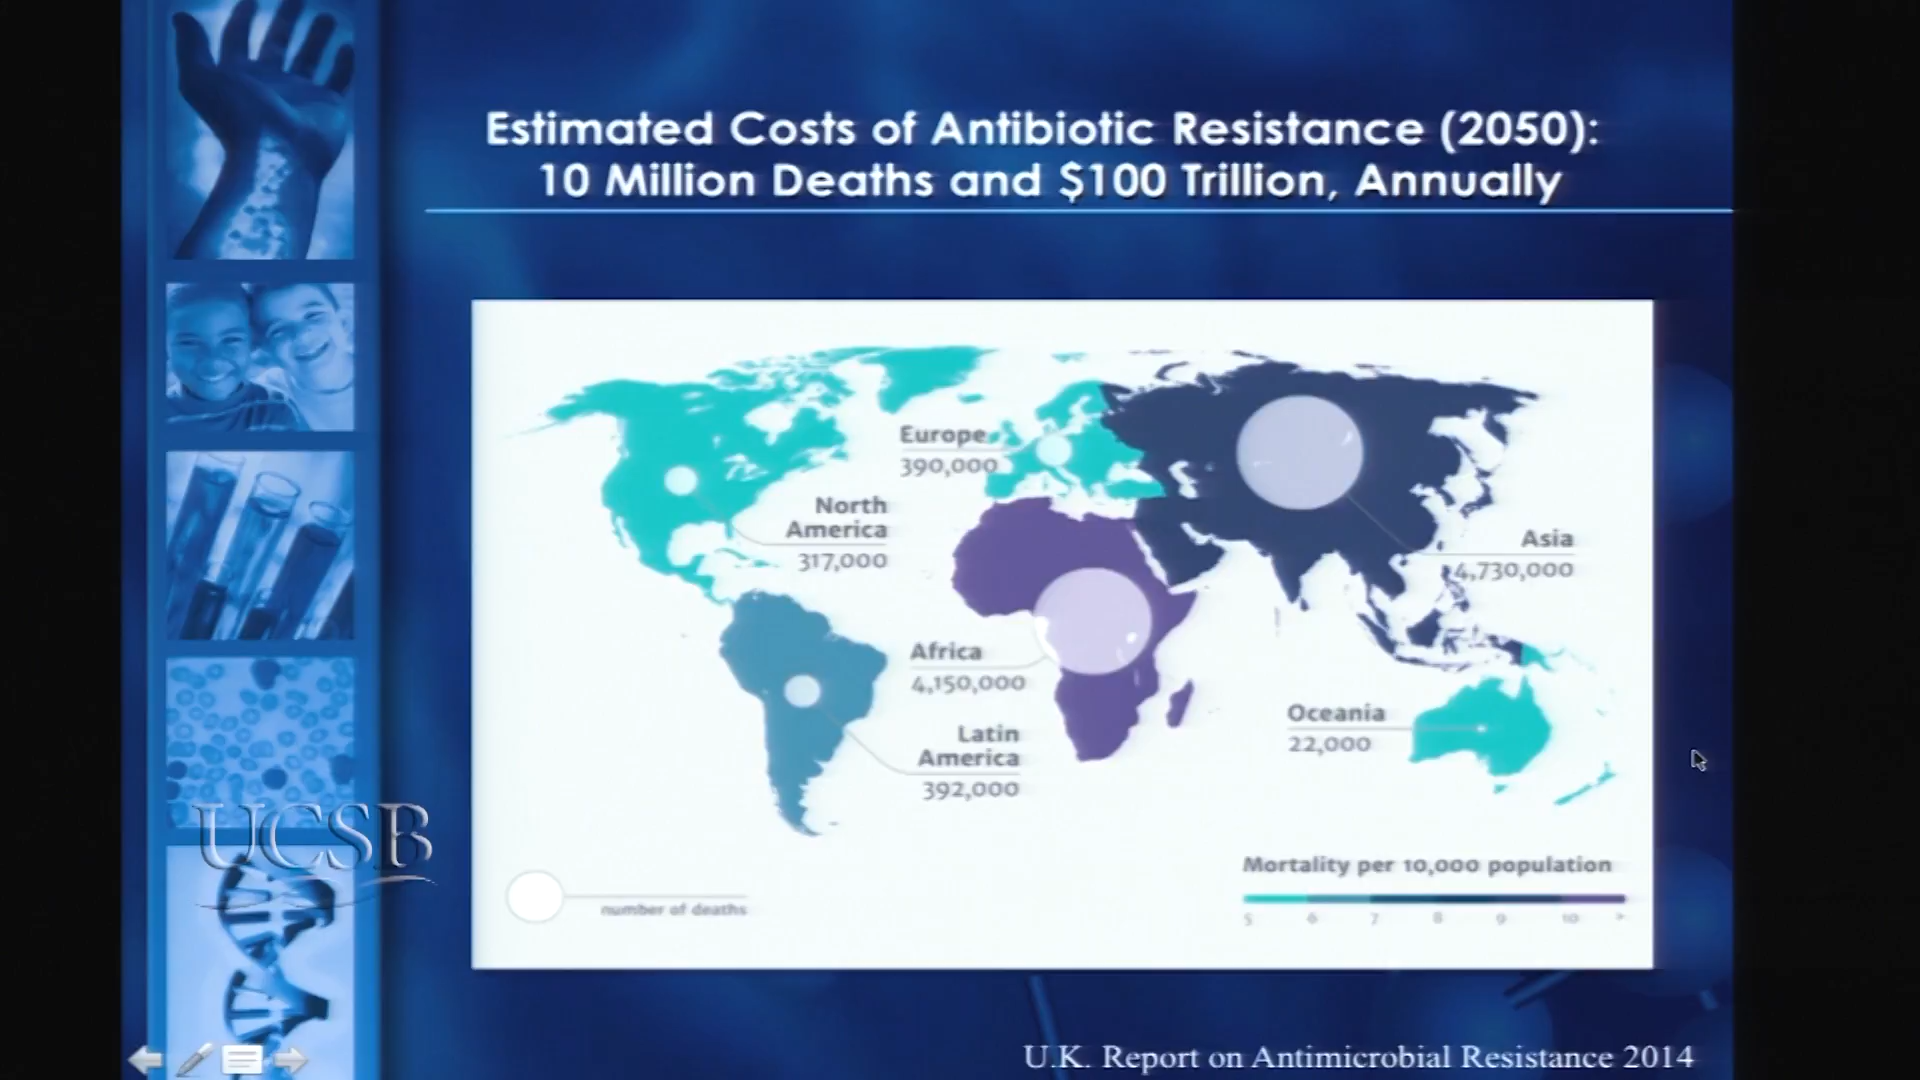 Estimated Costs of Antibiotic Resistance (2050):
10 Million Deaths and $100 Trillion, Annually
Europe
390,000
North
America
317,000
Asia
4,730,000
Africa
4,150,000
Oceania
22,000
Latin
America
392,000
number of deaths
Mortality per 10,000 population
5 6 7 8 9 10 >
UCSB
U.K. Report on Antimicrobial Resistance 2014